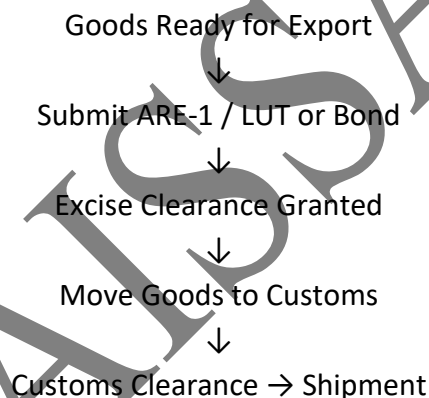 Goods Ready for Export
↓
Submit ARE-1 / LUT or Bond
↓
Excise Clearance Granted
↓
Move Goods to Customs
↓
Customs Clearance → Shipment